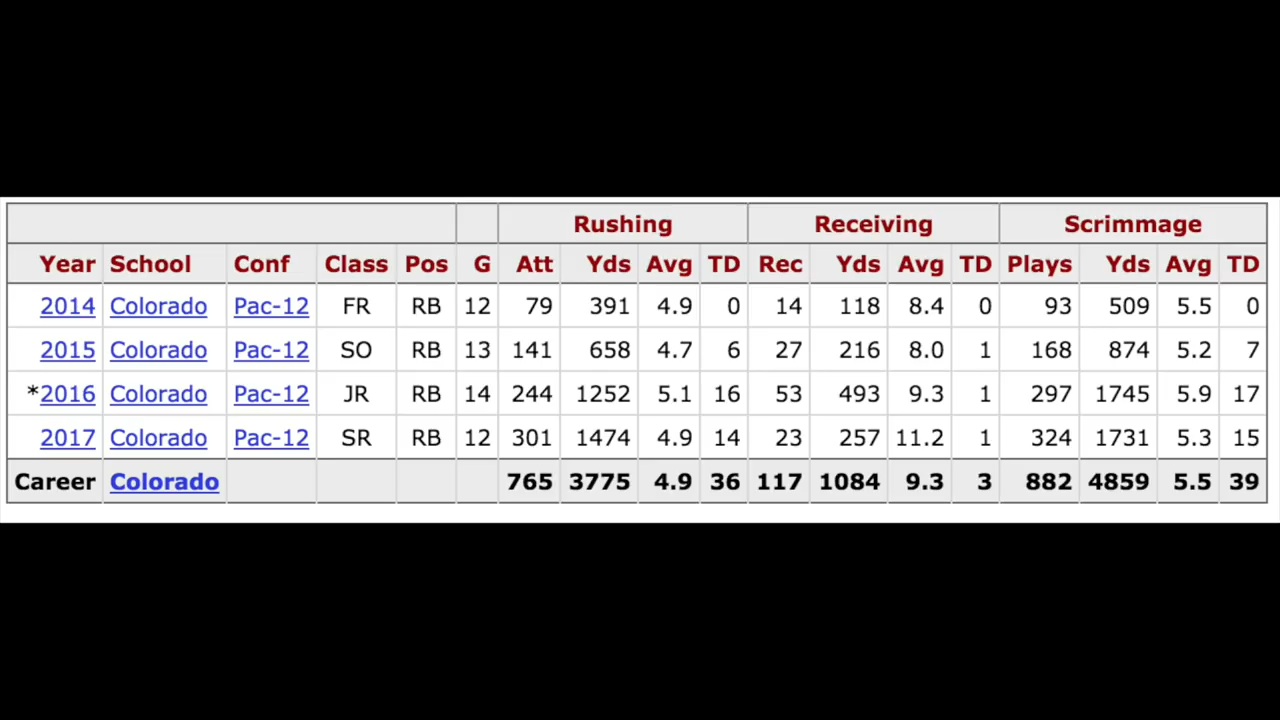 Rushing Receiving Scrimmage
Year School Conf Class Pos G Att Yds Avg TD Rec Yds Avg TD Plays Yds Avg TD
2014 Colorado Pac-12 FR RB 12 79 391 4.9 0 14 118 8.4 0 93 509 5.5 0
2015 Colorado Pac-12 SO RB 13 141 658 4.7 6 27 216 8.0 1 168 874 5.2 7
*2016 Colorado Pac-12 JR RB 14 244 1252 5.1 16 53 493 9.3 1 297 1745 5.9 17
2017 Colorado Pac-12 SR RB 12 301 1474 4.9 14 23 257 11.2 1 324 1731 5.3 15
Career Colorado 765 3775 4.9 36 117 1084 9.3 3 882 4859 5.5 39